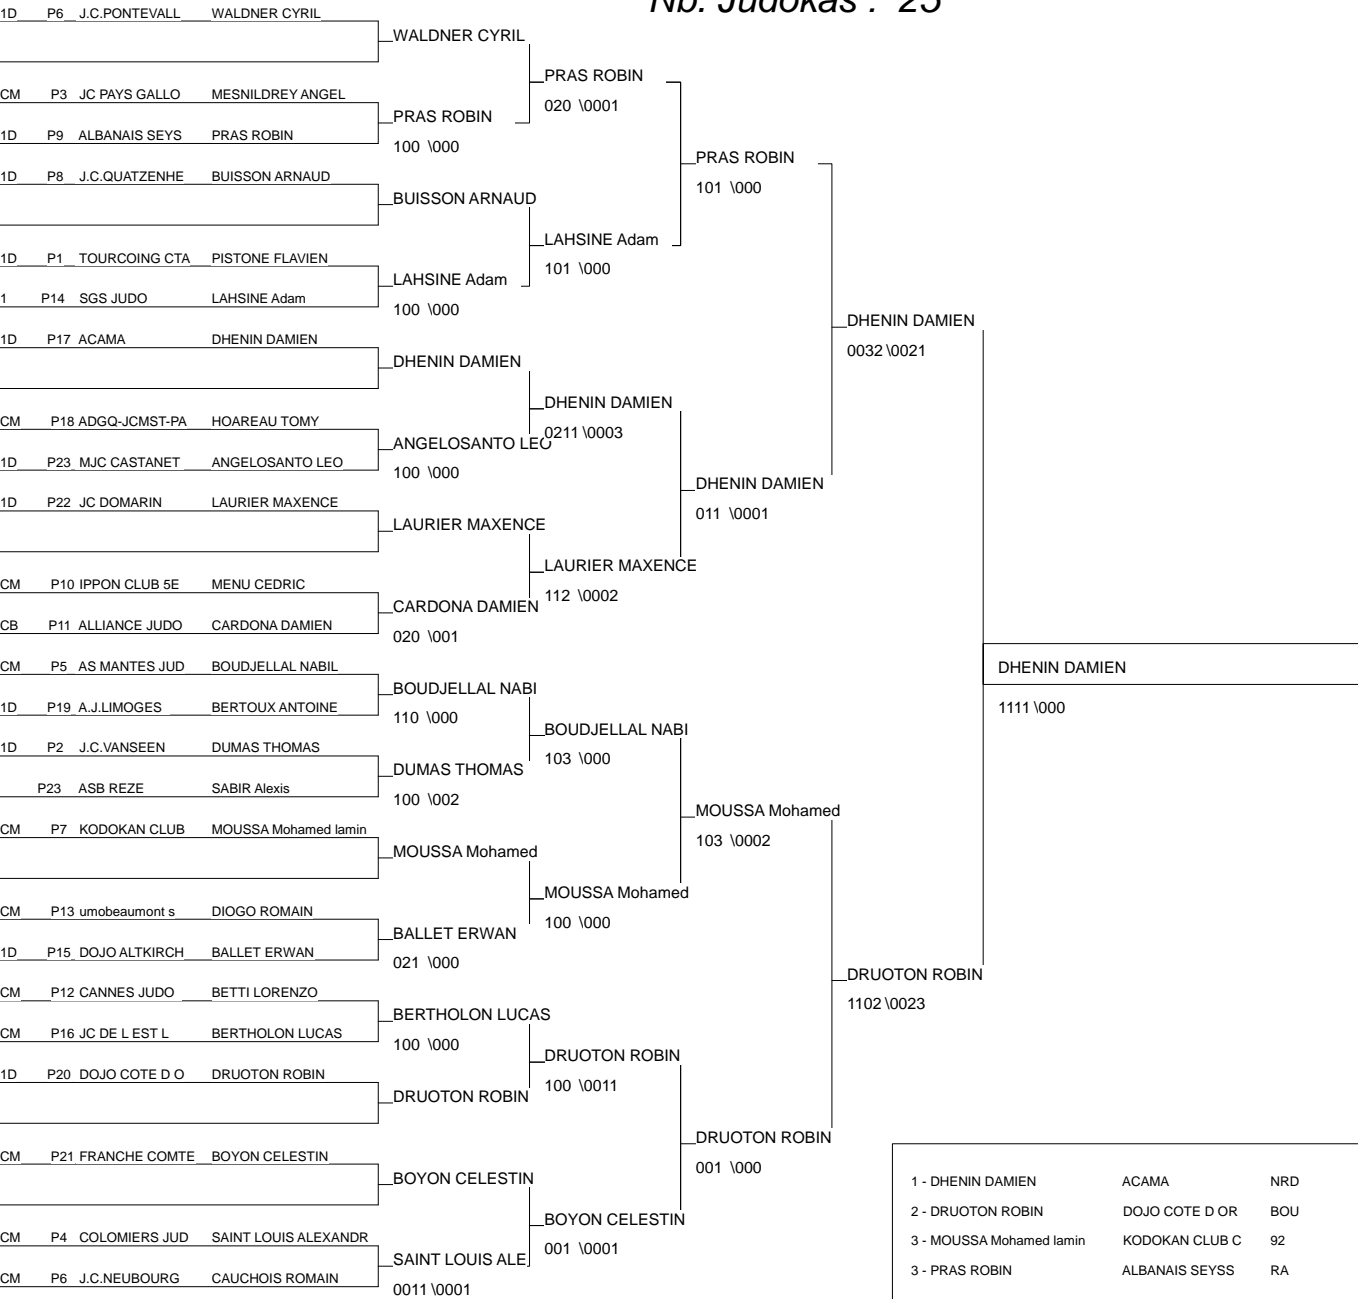 Nb. Judokas : 25
1D P6 J.C.PONTEVALL WALDNER CYRIL
WALDNER CYRIL
PRAS ROBIN
020 \0001
CM P3 JC PAYS GALLO MESNILDREY ANGEL
PRAS ROBIN
100 \000
1D P9 ALBANAIS SEYS PRAS ROBIN
PRAS ROBIN
101 \000
1D P8 J.C.QUATZENHE BUISSON ARNAUD
BUISSON ARNAUD
LAHSINE Adam
101 \000
1D P1 TOURCOING CTA PISTONE FLAVIEN
LAHSINE Adam
100 \000
1 P14 SGS JUDO LAHSINE Adam
DHENIN DAMIEN
0032 \0021
1D P17 ACAMA DHENIN DAMIEN
DHENIN DAMIEN
DHENIN DAMIEN
0211 \0003
CM P18 ADGQ-JCMST-PA HOAREAU TOMY
ANGELOSANTO LEO
100 \000
1D P23 MJC CASTANET ANGELOSANTO LEO
DHENIN DAMIEN
011 \0001
1D P22 JC DOMARIN LAURIER MAXENCE
LAURIER MAXENCE
LAURIER MAXENCE
112 \0002
CM P10 IPPON CLUB 5E MENU CEDRIC
CARDONA DAMIEN
020 \001
CB P11 ALLIANCE JUDO CARDONA DAMIEN
DHENIN DAMIEN
1111 \000
CM P5 AS MANTES JUD BOUDJELLAL NABIL
BOUDJELLAL NABI
110 \000
1D P19 A.J.LIMOGES BERTOUX ANTOINE
BOUDJELLAL NABI
103 \000
1D P2 J.C.VANSEEN DUMAS THOMAS
DUMAS THOMAS
100 \002
P23 ASB REZE SABIR Alexis
MOUSSA Mohamed
103 \0002
CM P7 KODOKAN CLUB MOUSSA Mohamed lamin
MOUSSA Mohamed
MOUSSA Mohamed
100 \000
CM P13 umobeaumont s DIOGO ROMAIN
BALLET ERWAN
021 \000
1D P15 DOJO ALTKIRCH BALLET ERWAN
DRUOTON ROBIN
1102 \0023
CM P12 CANNES JUDO BETTI LORENZO
BERTHOLON LUCAS
100 \000
CM P16 JC DE L EST L BERTHOLON LUCAS
DRUOTON ROBIN
100 \0011
1D P20 DOJO COTE D O DRUOTON ROBIN
DRUOTON ROBIN
DRUOTON ROBIN
001 \000
CM P21 FRANCHE COMTE BOYON CELESTIN
BOYON CELESTIN
BOYON CELESTIN
001 \0001
CM P4 COLOMIERS JUD SAINT LOUIS ALEXANDR
SAINT LOUIS ALE
0011 \0001
CM P6 J.C.NEUBOURG CAUCHOIS ROMAIN
1 - DHENIN DAMIEN ACAMA NRD
2 - DRUOTON ROBIN DOJO COTE D OR BOU
3 - MOUSSA Mohamed lamin KODOKAN CLUB C 92
3 - PRAS ROBIN ALBANAIS SEYSS RA